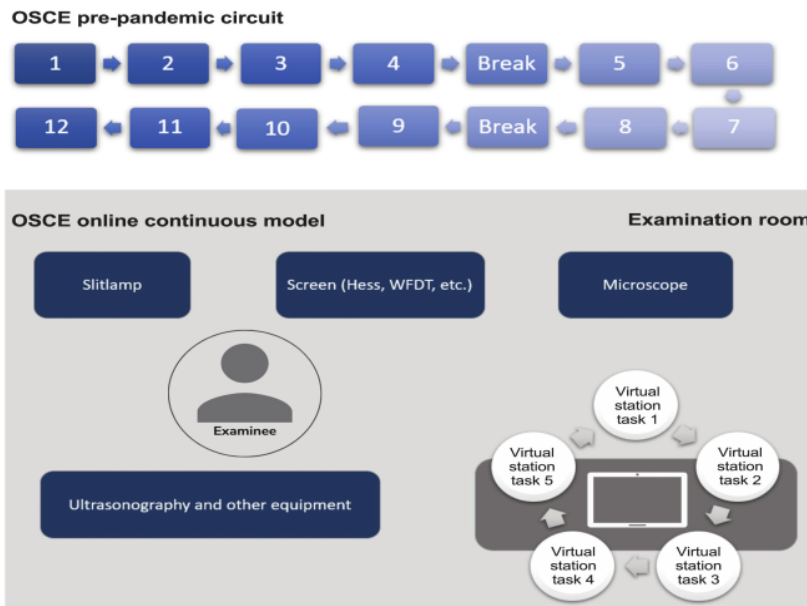 OSCE pre-pandemic circuit
1 2 3 4 Break 5 6
12 11 10 9 Break 8 7
OSCE online continuous model
Examination room
Slitlamp
Screen (Hess, WFDT, etc.)
Microscope
Examinee
Ultrasonography and other equipment
Virtual
station
task 1
Virtual
station
task 2
Virtual
station
task 3
Virtual
station
task 4
Virtual
station
task 5